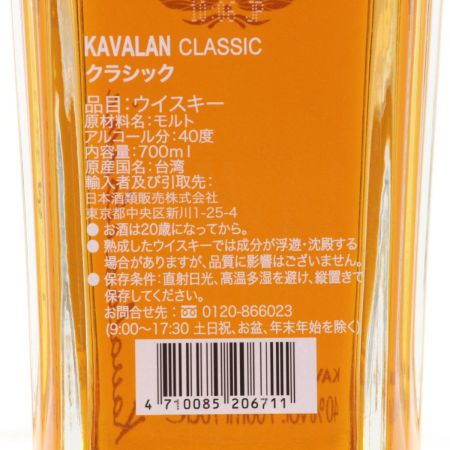 10.16 JP
KAVALAN CLASSIC
クラシック
品目：ウイスキー
原材料名：モルト
アルコール分：40度
内容量：700ml
原産国名：台湾
輸入者及び引取先：
日本酒類販売株式会社
東京都中央区新川1-25-4
● お酒は20歳になってから。
● 熟成したウイスキーでは成分が浮遊・沈殿する
場合がありますが、品質に影響はございません。
● 保存条件：直射日光、高温多湿を避け、縦置きで
保存してください。
お問合せ先： 0120-866023
(9:00～17:30 土日祝、お盆、年末年始を除く)
4 710085 206711